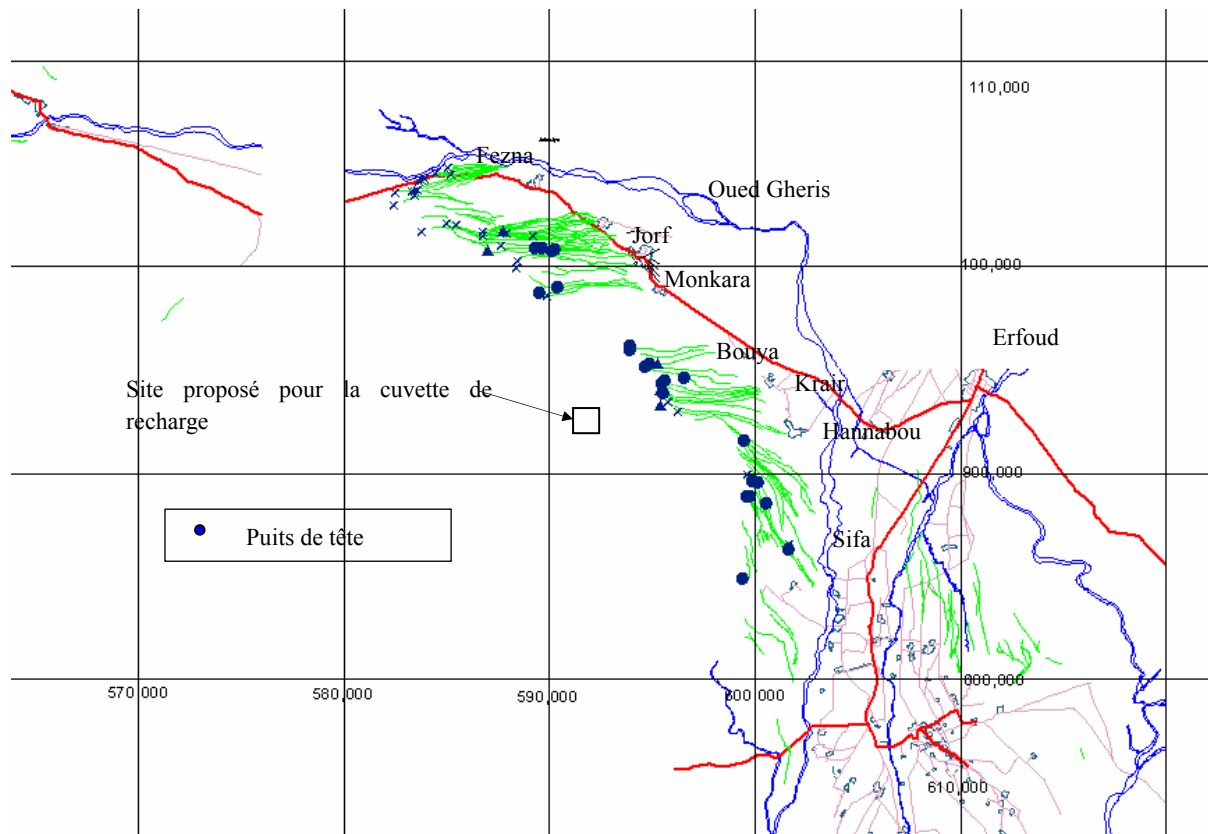 110,000
Fezna
Oued Gheris
Jorf
100,000
Monkara
Erfoud
Bouya
Site proposé pour la cuvette de
recharge
Krair
Hannabou
900,000
Puits de tête
Sifa
800,000
570,000
580,000
590,000
600,000
610,000